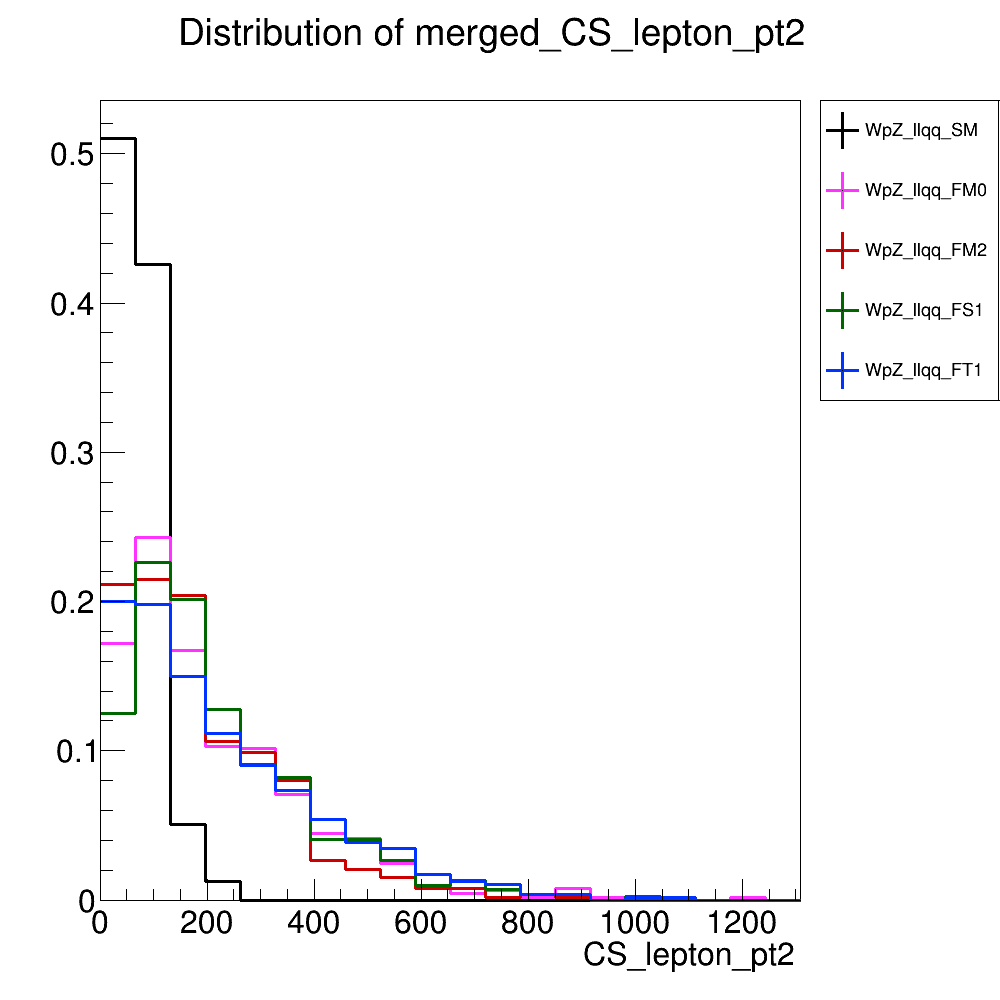 Distribution of merged_CS_lepton_pt2
0.5
0.4
0.3
0.2
0.1
0
0 200 400 600 800 1000 1200
CS_lepton_pt2
WpZ_llqq_SM
WpZ_llqq_FM0
WpZ_llqq_FM2
WpZ_llqq_FS1
WpZ_llqq_FT1